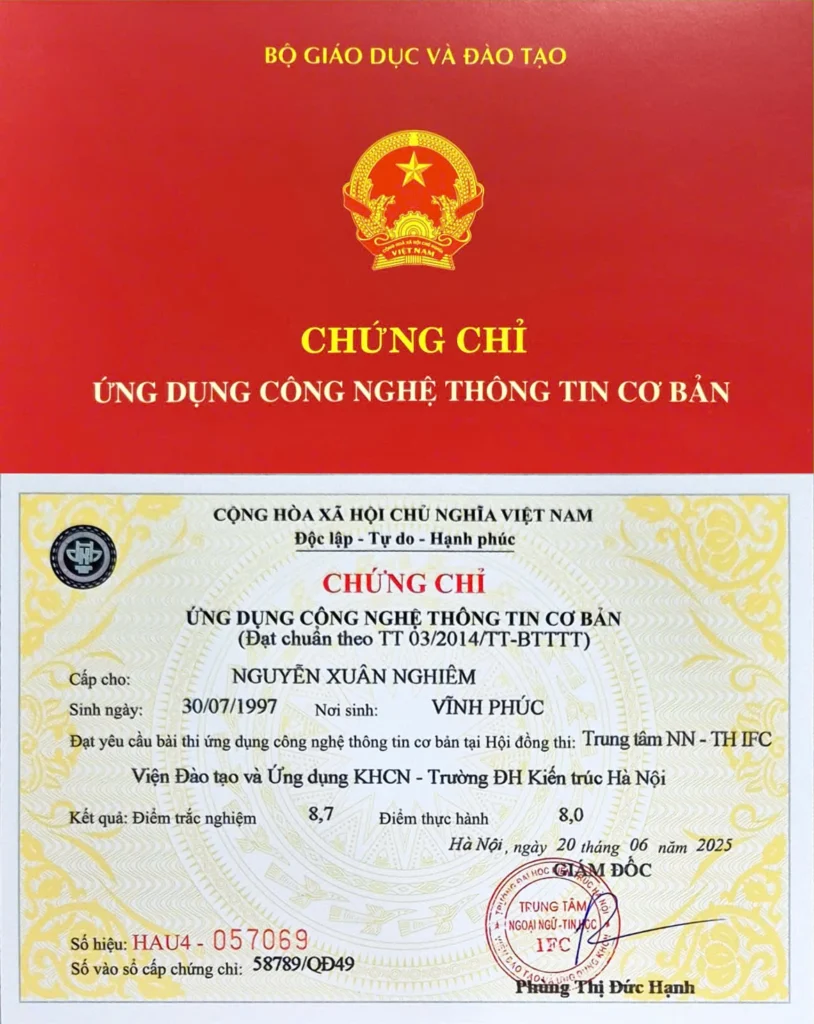 BỘ GIÁO DỤC VÀ ĐÀO TẠO
CỘNG HOÀ XÃ HỘI CHỦ NGHĨA
VIỆT NAM
CHỨNG CHỈ
ỨNG DỤNG CÔNG NGHỆ THÔNG TIN CƠ BẢN
CỘNG HÒA XÃ HỘI CHỦ NGHĨA VIỆT NAM
Độc lập - Tự do - Hạnh phúc
CHỨNG CHỈ
ỨNG DỤNG CÔNG NGHỆ THÔNG TIN CƠ BẢN
(Đạt chuẩn theo TT 03/2014/TT-BTTTT)
Cấp cho: NGUYỄN XUÂN NGHIÊM
Sinh ngày: 30/07/1997 Nơi sinh: VĨNH PHÚC
Đạt yêu cầu bài thi ứng dụng công nghệ thông tin cơ bản tại Hội đồng thi: Trung tâm NN - TH IFC
Viện Đào tạo và Ứng dụng KHCN - Trường ĐH Kiến trúc Hà Nội
Kết quả: Điểm trắc nghiệm 8,7 Điểm thực hành 8,0
Hà Nội, ngày 20 tháng 06 năm 2025
GIÁM ĐỐC
TRUNG TÂM
NGOẠI NGỮ-TIN HỌC
IFC
Số hiệu: HAU4 - 057069
Số vào sổ cấp chứng chỉ: 58789/QĐ49
Phùng Thị Đức Hạnh